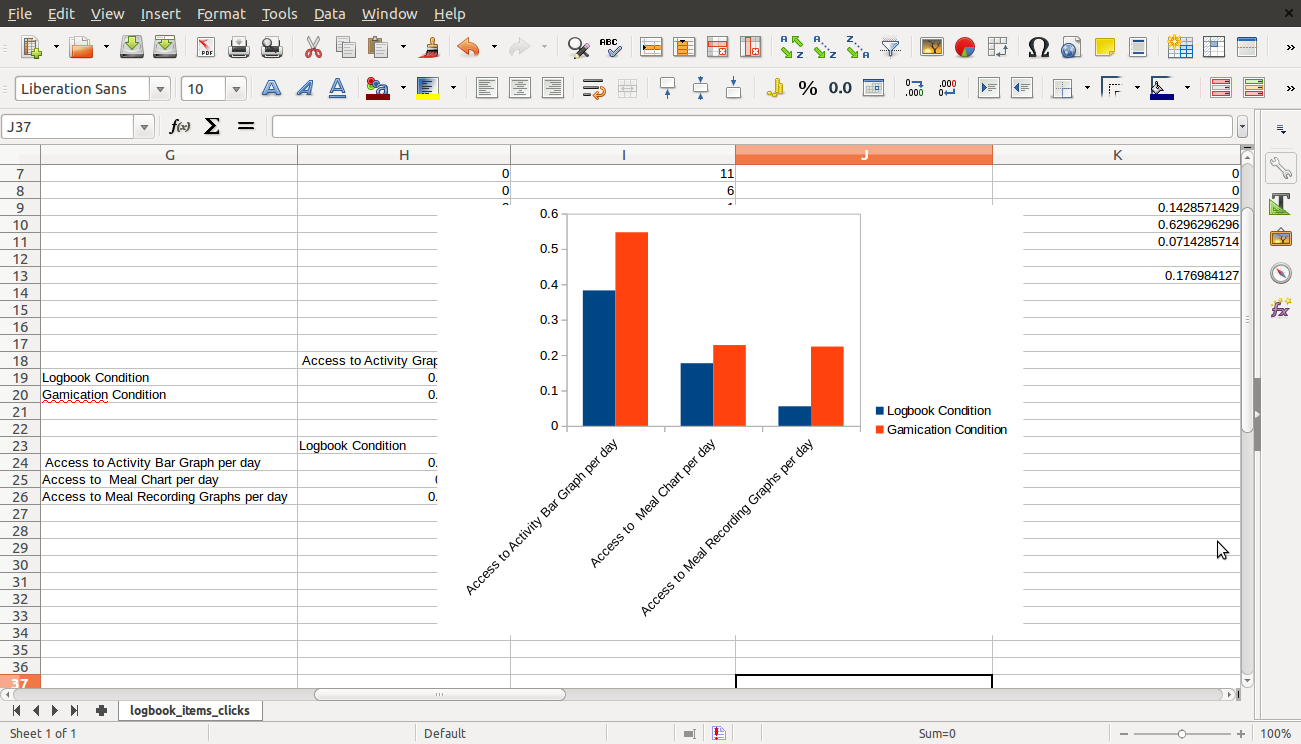 File Edit View Insert Format Tools Data Window Help
Liberation Sans 10
J37
G H I J K
7 0 11 0
8 0 6 0
9 0.1428571429
10 0.6296296296
11 0.0714285714
12
13 0.176984127
14
15
16
17
18 Access to Activity Grap
19 Logbook Condition 0.
20 Gamication Condition 0.
21
22
23 Logbook Condition
24 Access to Activity Bar Graph per day 0.
25 Access to  Meal Chart per day
26 Access to Meal Recording Graphs per day 0.
27
28
29
30
31
32
33
34
35
36
37
0.6
0.5
0.4
0.3
0.2
0.1
0
Logbook Condition
Gamication Condition
Access to Activity Bar Graph per day
Access to  Meal Chart per day
Access to Meal Recording Graphs per day
logbook_items_clicks
Sheet 1 of 1 Default Sum=0 100%